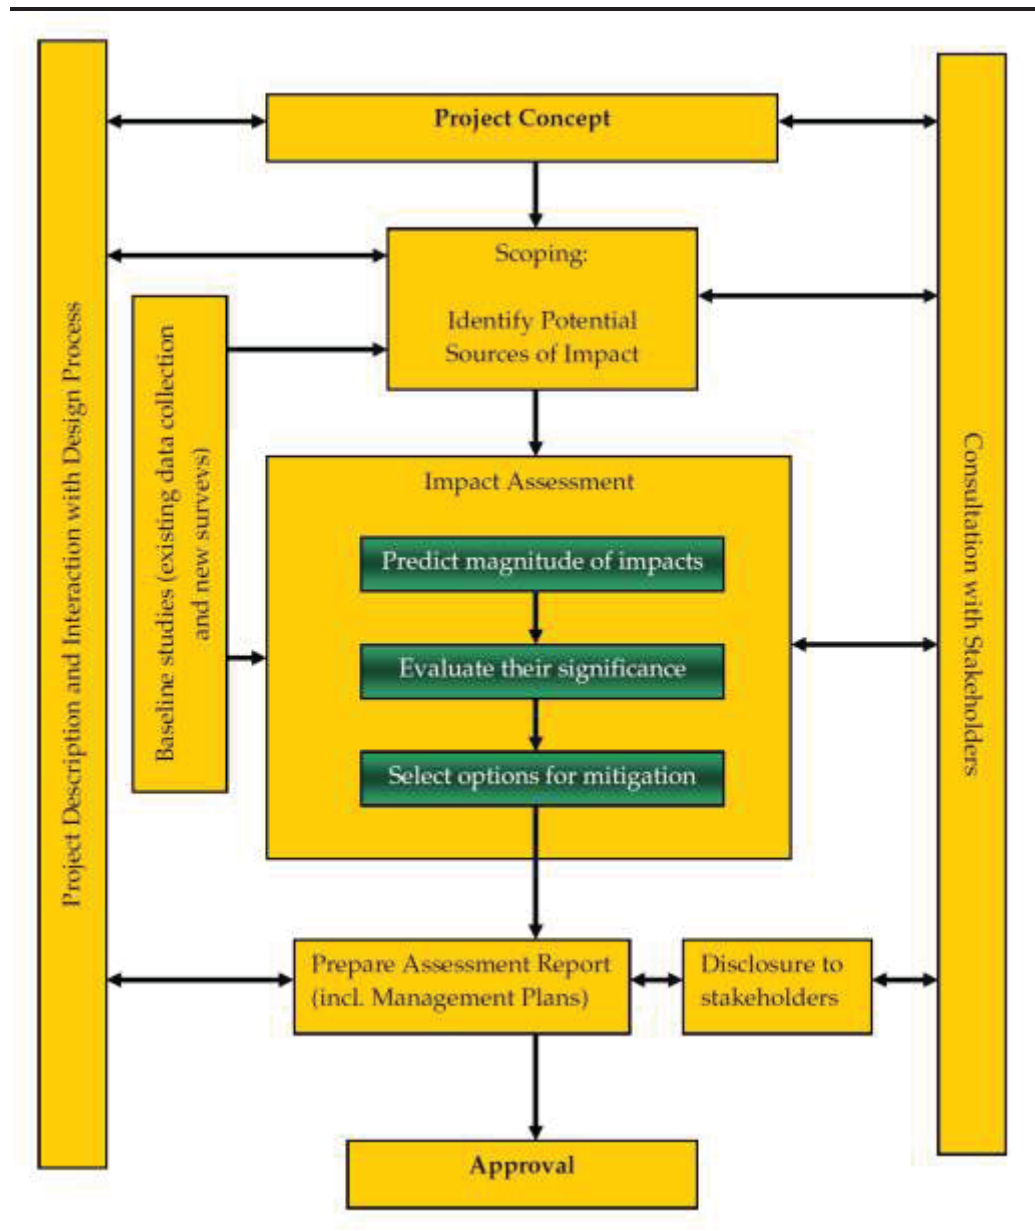 Project Concept
Scoping:
Identify Potential
Sources of Impact
Project Description and Interaction with Design Process
Baseline studies (existing data collection
and new surveys)
Impact Assessment
Predict magnitude of impacts
Evaluate their significance
Select options for mitigation
Consultation with Stakeholders
Prepare Assessment Report
(incl. Management Plans)
Disclosure to
stakeholders
Approval